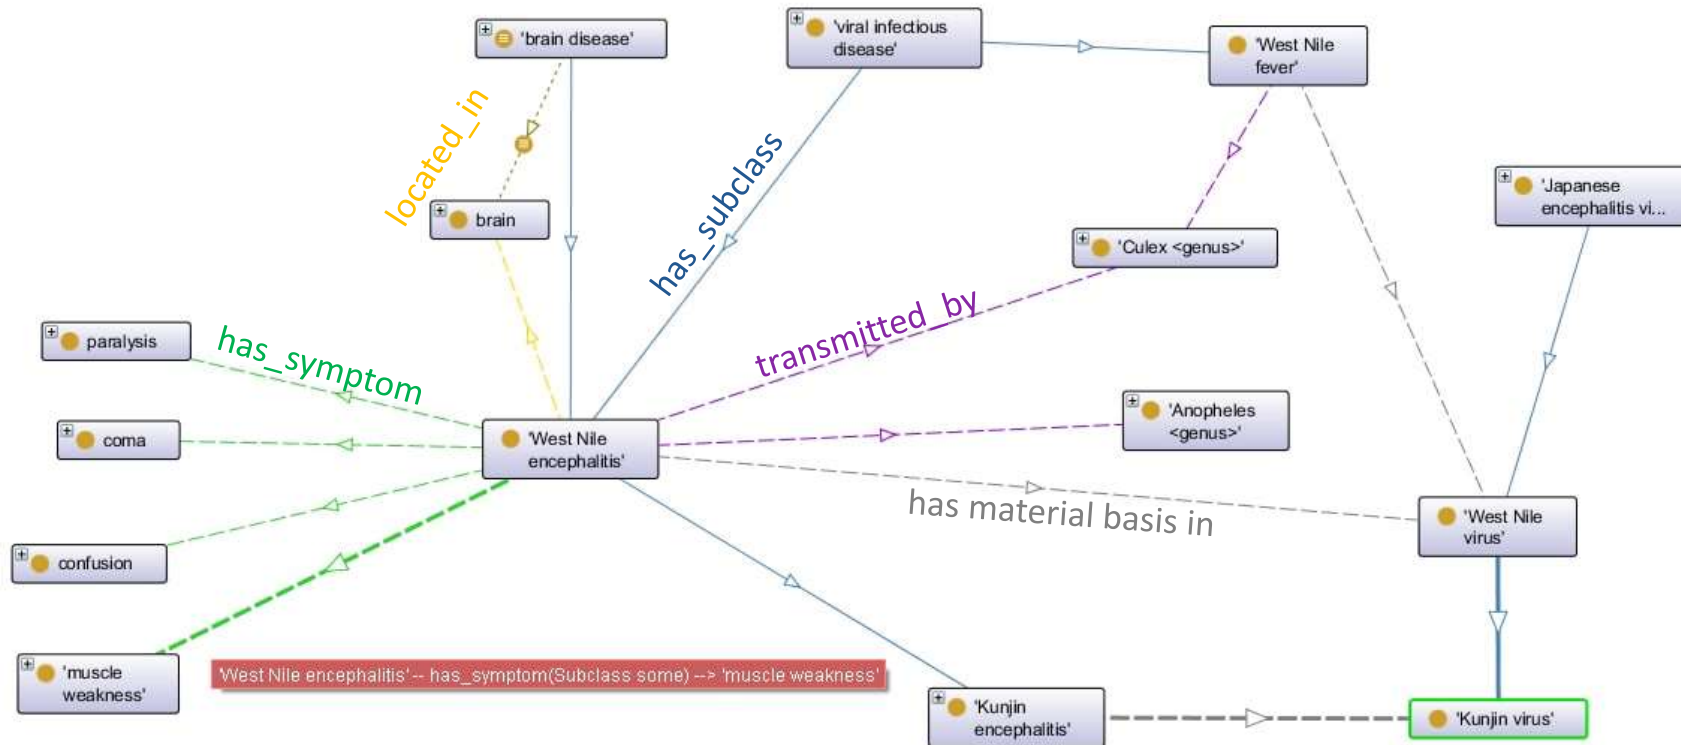 'brain disease'
'viral infectious
disease'
'West Nile
fever'
located_in
has_subclass
'Japanese
encephalitis vi...
brain
'Culex <genus>'
paralysis
has_symptom
transmitted_by
coma
'West Nile
encephalitis'
'Anopheles
<genus>'
has material basis in
'West Nile
virus'
confusion
'muscle
weakness'
'West Nile encephalitis' -- has_symptom(Subclass some) --> 'muscle weakness'
'Kunjin
encephalitis'
'Kunjin virus'